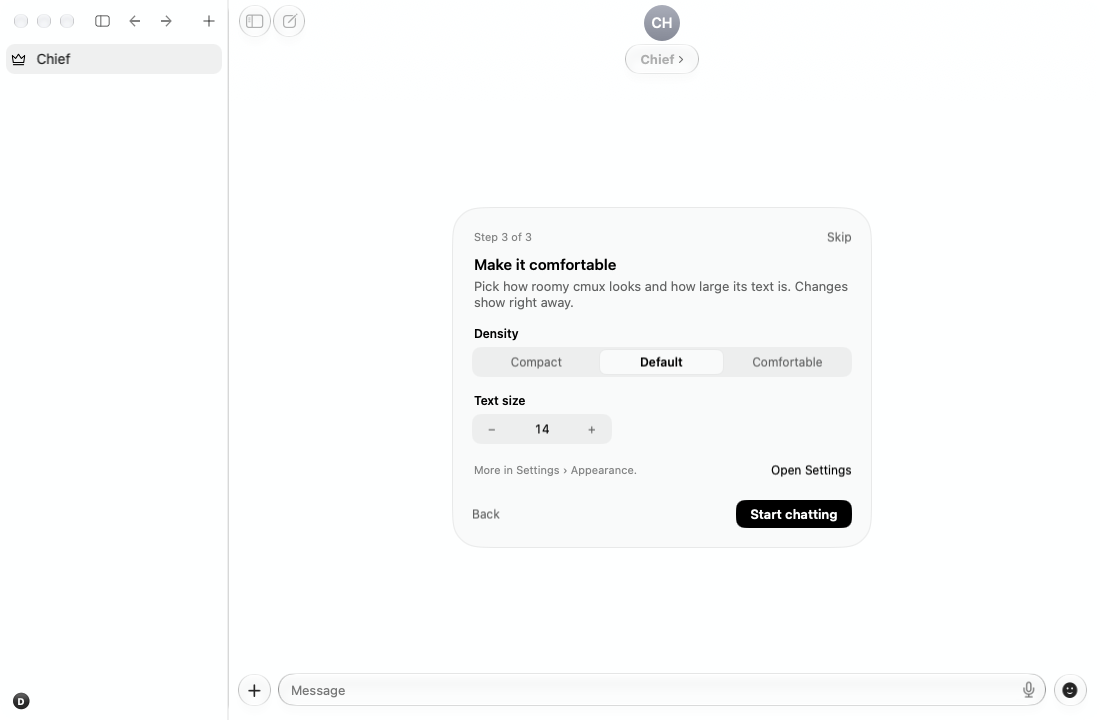 Chief
CH
Chief ›
Step 3 of 3
Skip
Make it comfortable
Pick how roomy cmux looks and how large its text is. Changes
show right away.
Density
Compact
Default
Comfortable
Text size
− 14 +
More in Settings › Appearance.
Open Settings
Back
Start chatting
Message
D